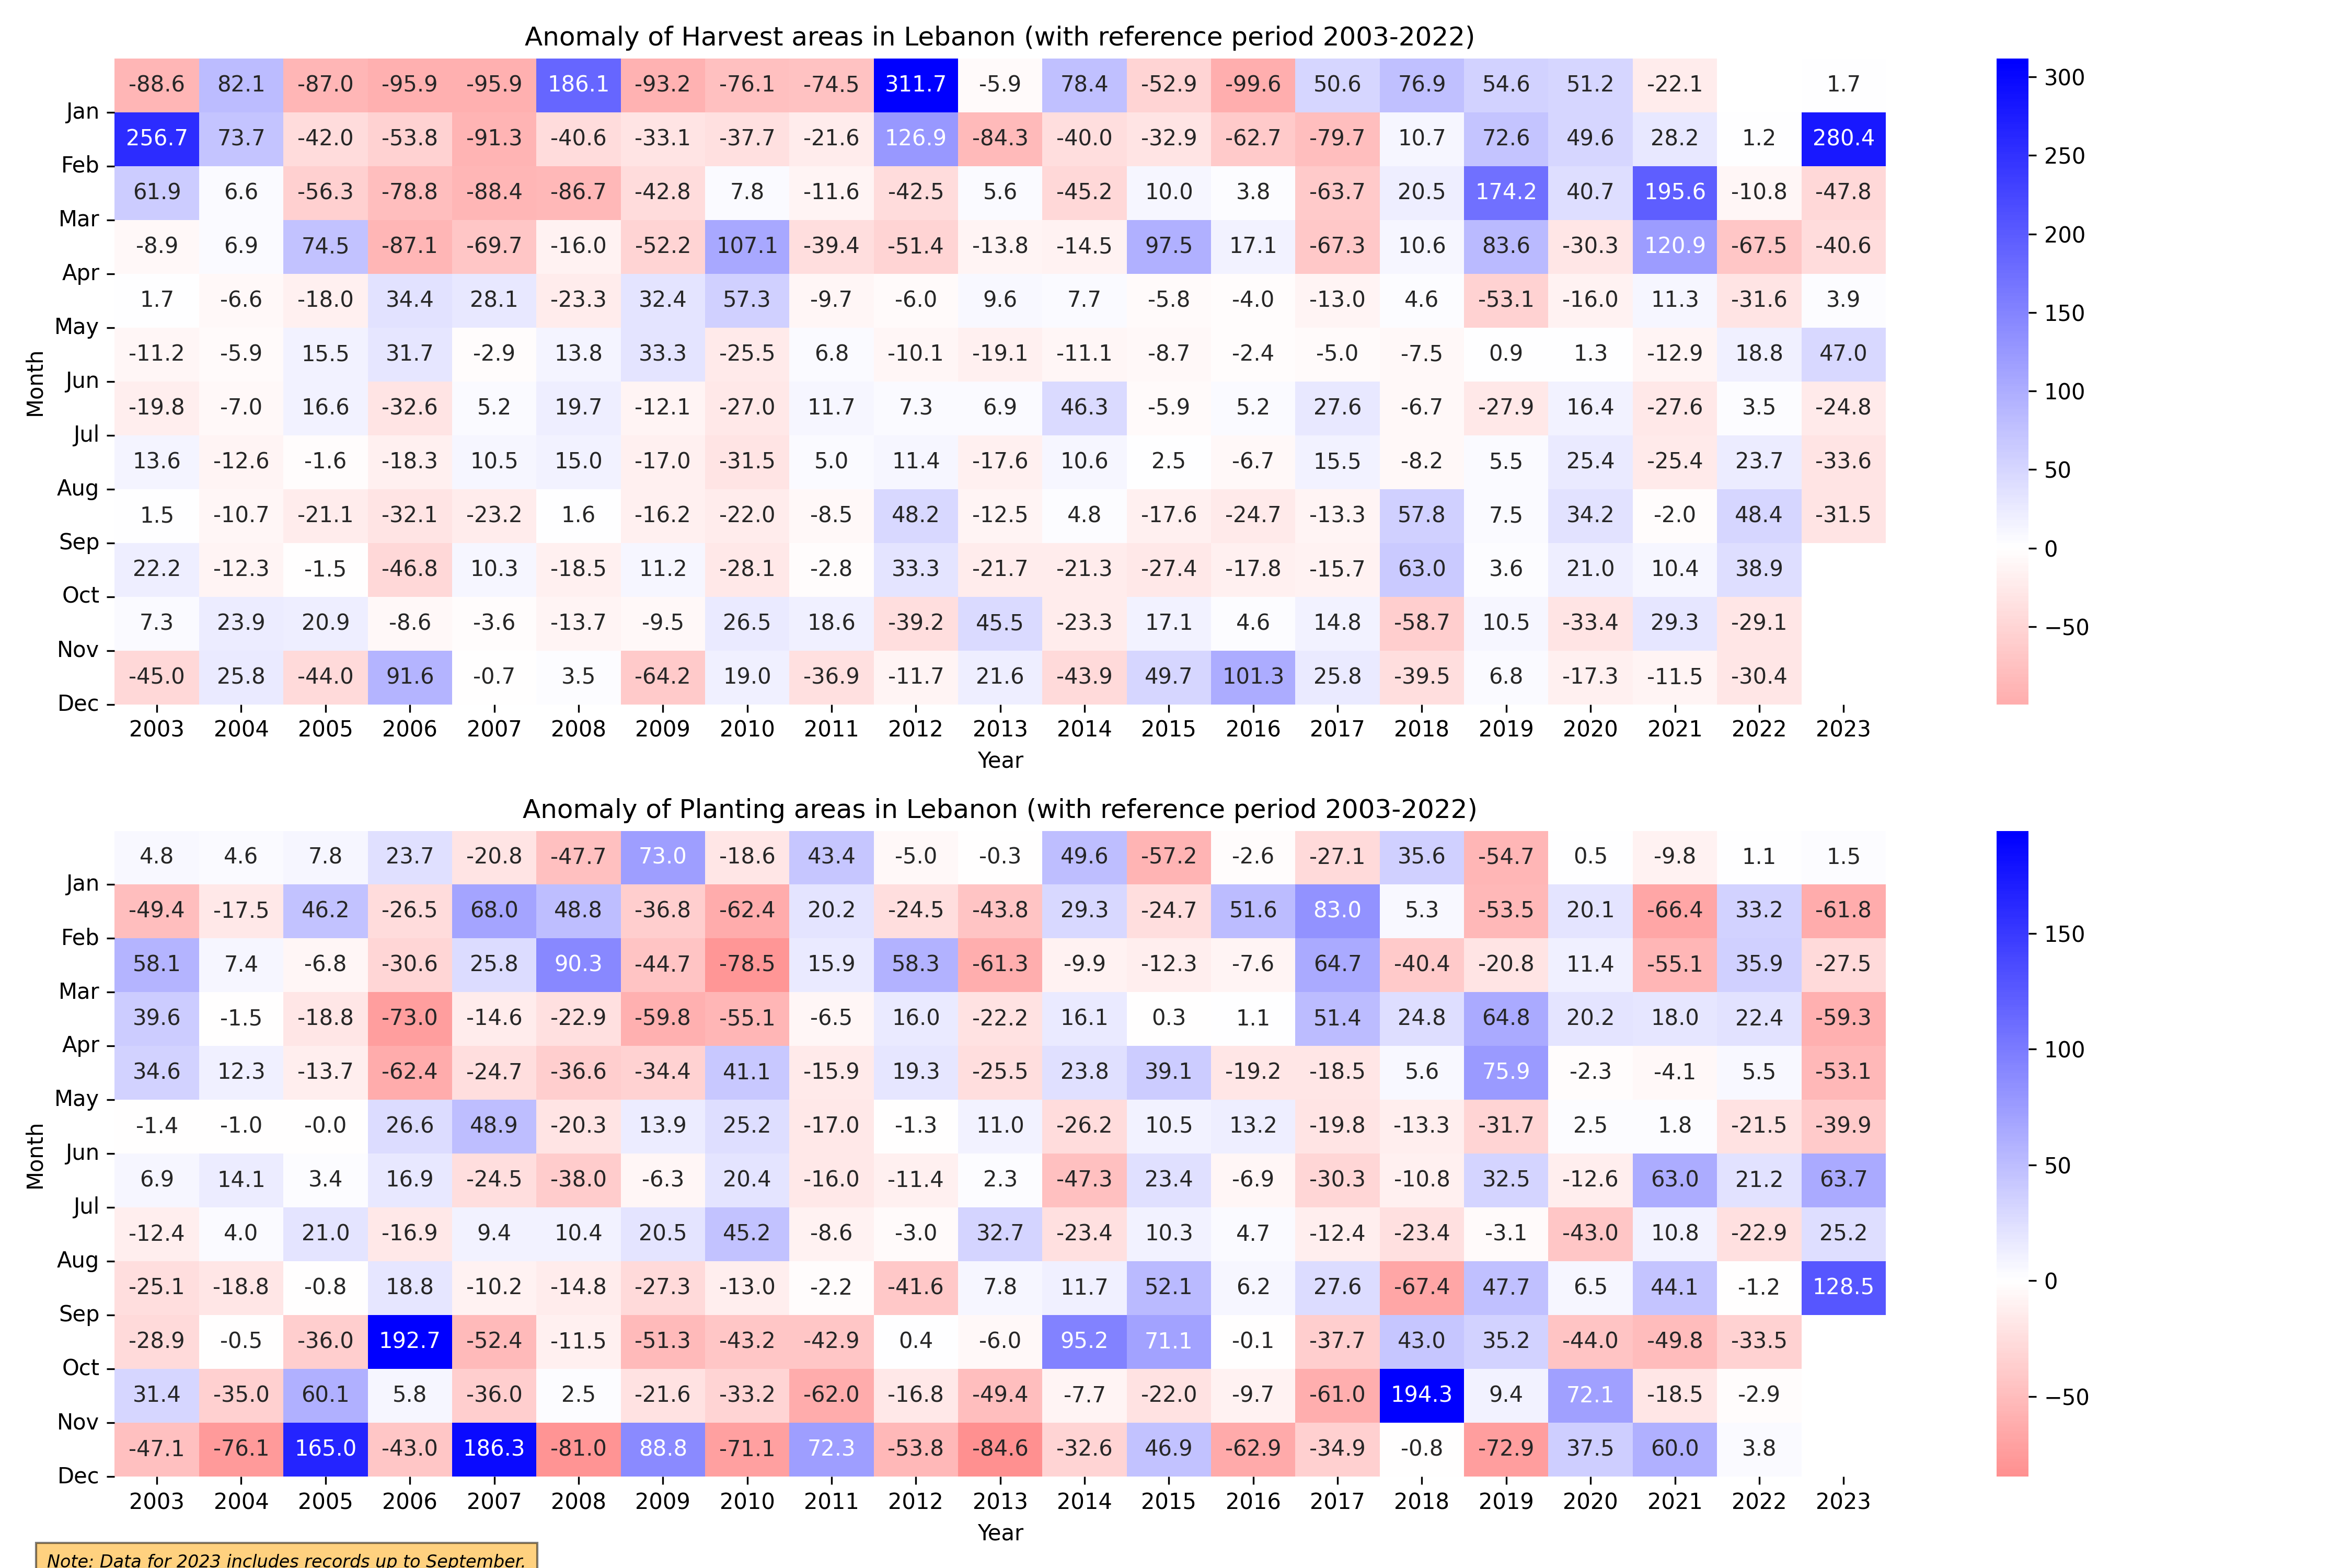 Anomaly of Harvest areas in Lebanon (with reference period 2003-2022)
-88.6 82.1 -87.0 -95.9 -95.9 186.1 -93.2 -76.1 -74.5 311.7 -5.9 78.4 -52.9 -99.6 50.6 76.9 54.6 51.2 -22.1 1.7
Jan
256.7 73.7 -42.0 -53.8 -91.3 -40.6 -33.1 -37.7 -21.6 126.9 -84.3 -40.0 -32.9 -62.7 -79.7 10.7 72.6 49.6 28.2 1.2 280.4
Feb
61.9 6.6 -56.3 -78.8 -88.4 -86.7 -42.8 7.8 -11.6 -42.5 5.6 -45.2 10.0 3.8 -63.7 20.5 174.2 40.7 195.6 -10.8 -47.8
Mar
-8.9 6.9 74.5 -87.1 -69.7 -16.0 -52.2 107.1 -39.4 -51.4 -13.8 -14.5 97.5 17.1 -67.3 10.6 83.6 -30.3 120.9 -67.5 -40.6
Apr
1.7 -6.6 -18.0 34.4 28.1 -23.3 32.4 57.3 -9.7 -6.0 9.6 7.7 -5.8 -4.0 -13.0 4.6 -53.1 -16.0 11.3 -31.6 3.9
May
-11.2 -5.9 15.5 31.7 -2.9 13.8 33.3 -25.5 6.8 -10.1 -19.1 -11.1 -8.7 -2.4 -5.0 -7.5 0.9 1.3 -12.9 18.8 47.0
Jun
-19.8 -7.0 16.6 -32.6 5.2 19.7 -12.1 -27.0 11.7 7.3 6.9 46.3 -5.9 5.2 27.6 -6.7 -27.9 16.4 -27.6 3.5 -24.8
Jul
13.6 -12.6 -1.6 -18.3 10.5 15.0 -17.0 -31.5 5.0 11.4 -17.6 10.6 2.5 -6.7 15.5 -8.2 5.5 25.4 -25.4 23.7 -33.6
Aug
1.5 -10.7 -21.1 -32.1 -23.2 1.6 -16.2 -22.0 -8.5 48.2 -12.5 4.8 -17.6 -24.7 -13.3 57.8 7.5 34.2 -2.0 48.4 -31.5
Sep
22.2 -12.3 -1.5 -46.8 10.3 -18.5 11.2 -28.1 -2.8 33.3 -21.7 -21.3 -27.4 -17.8 -15.7 63.0 3.6 21.0 10.4 38.9
Oct
7.3 23.9 20.9 -8.6 -3.6 -13.7 -9.5 26.5 18.6 -39.2 45.5 -23.3 17.1 4.6 14.8 -58.7 10.5 -33.4 29.3 -29.1
Nov
-45.0 25.8 -44.0 91.6 -0.7 3.5 -64.2 19.0 -36.9 -11.7 21.6 -43.9 49.7 101.3 25.8 -39.5 6.8 -17.3 -11.5 -30.4
Dec
2003 2004 2005 2006 2007 2008 2009 2010 2011 2012 2013 2014 2015 2016 2017 2018 2019 2020 2021 2022 2023
Year
Month
300
250
200
150
100
50
0
−50
Anomaly of Planting areas in Lebanon (with reference period 2003-2022)
4.8 4.6 7.8 23.7 -20.8 -47.7 73.0 -18.6 43.4 -5.0 -0.3 49.6 -57.2 -2.6 -27.1 35.6 -54.7 0.5 -9.8 1.1 1.5
Jan
-49.4 -17.5 46.2 -26.5 68.0 48.8 -36.8 -62.4 20.2 -24.5 -43.8 29.3 -24.7 51.6 83.0 5.3 -53.5 20.1 -66.4 33.2 -61.8
Feb
58.1 7.4 -6.8 -30.6 25.8 90.3 -44.7 -78.5 15.9 58.3 -61.3 -9.9 -12.3 -7.6 64.7 -40.4 -20.8 11.4 -55.1 35.9 -27.5
Mar
39.6 -1.5 -18.8 -73.0 -14.6 -22.9 -59.8 -55.1 -6.5 16.0 -22.2 16.1 0.3 1.1 51.4 24.8 64.8 20.2 18.0 22.4 -59.3
Apr
34.6 12.3 -13.7 -62.4 -24.7 -36.6 -34.4 41.1 -15.9 19.3 -25.5 23.8 39.1 -19.2 -18.5 5.6 75.9 -2.3 -4.1 5.5 -53.1
May
-1.4 -1.0 -0.0 26.6 48.9 -20.3 13.9 25.2 -17.0 -1.3 11.0 -26.2 10.5 13.2 -19.8 -13.3 -31.7 2.5 1.8 -21.5 -39.9
Jun
6.9 14.1 3.4 16.9 -24.5 -38.0 -6.3 20.4 -16.0 -11.4 2.3 -47.3 23.4 -6.9 -30.3 -10.8 32.5 -12.6 63.0 21.2 63.7
Jul
-12.4 4.0 21.0 -16.9 9.4 10.4 20.5 45.2 -8.6 -3.0 32.7 -23.4 10.3 4.7 -12.4 -23.4 -3.1 -43.0 10.8 -22.9 25.2
Aug
-25.1 -18.8 -0.8 18.8 -10.2 -14.8 -27.3 -13.0 -2.2 -41.6 7.8 11.7 52.1 6.2 27.6 -67.4 47.7 6.5 44.1 -1.2 128.5
Sep
-28.9 -0.5 -36.0 192.7 -52.4 -11.5 -51.3 -43.2 -42.9 0.4 -6.0 95.2 71.1 -0.1 -37.7 43.0 35.2 -44.0 -49.8 -33.5
Oct
31.4 -35.0 60.1 5.8 -36.0 2.5 -21.6 -33.2 -62.0 -16.8 -49.4 -7.7 -22.0 -9.7 -61.0 194.3 9.4 72.1 -18.5 -2.9
Nov
-47.1 -76.1 165.0 -43.0 186.3 -81.0 88.8 -71.1 72.3 -53.8 -84.6 -32.6 46.9 -62.9 -34.9 -0.8 -72.9 37.5 60.0 3.8
Dec
2003 2004 2005 2006 2007 2008 2009 2010 2011 2012 2013 2014 2015 2016 2017 2018 2019 2020 2021 2022 2023
Year
Month
150
100
50
0
−50
Note: Data for 2023 includes records up to September.